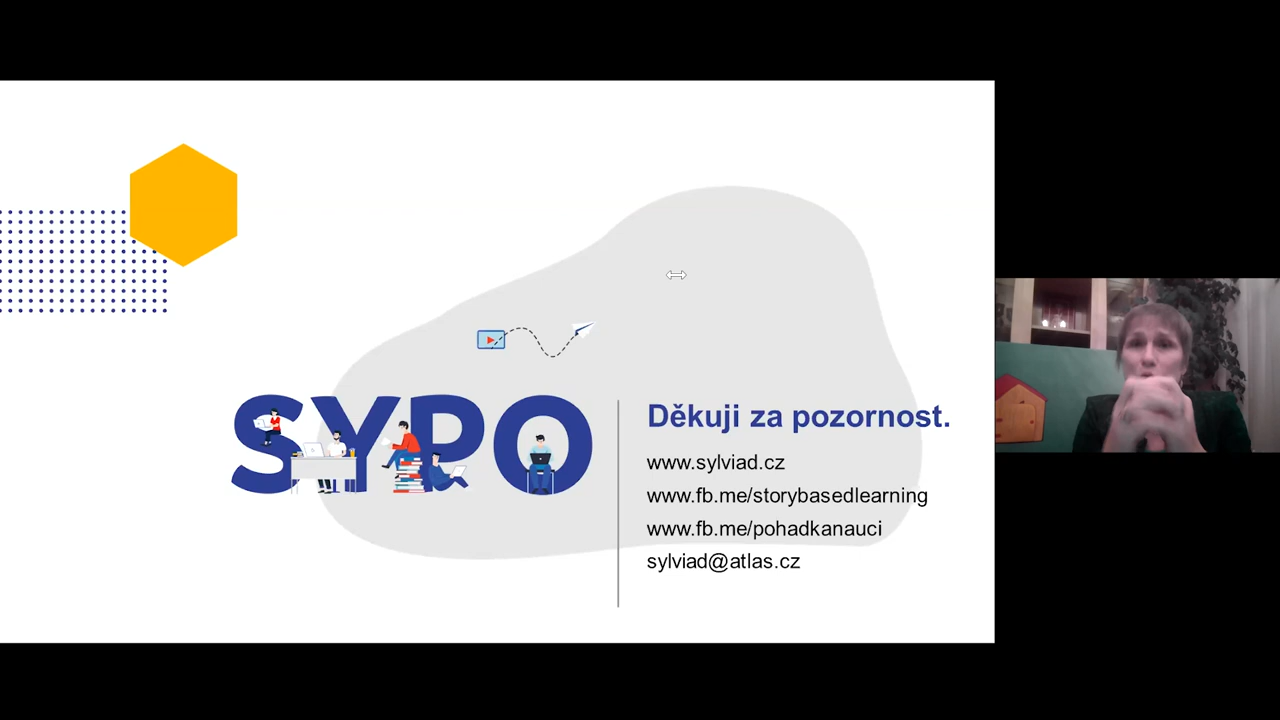 SYPO
Děkuji za pozornost.
www.sylviad.cz
www.fb.me/storybasedlearning
www.fb.me/pohadkanauci
sylviad@atlas.cz